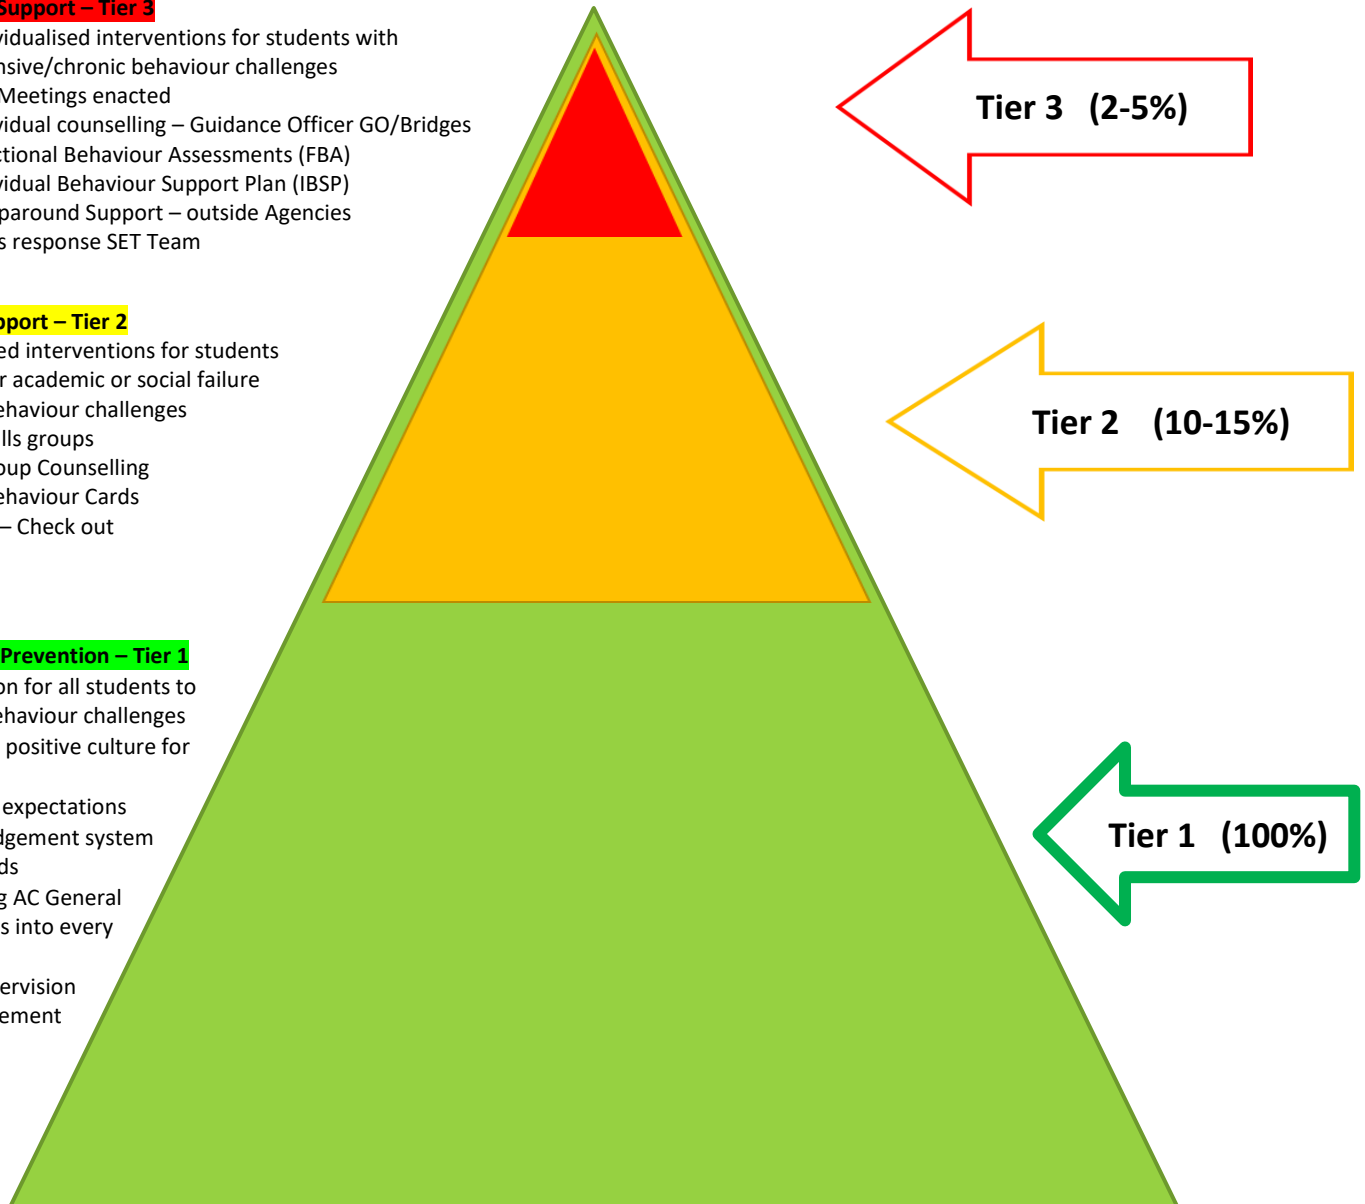 Support – Tier 3
vidualised interventions for students with
nsive/chronic behaviour challenges
Meetings enacted
vidual counselling – Guidance Officer GO/Bridges
ctional Behaviour Assessments (FBA)
vidual Behaviour Support Plan (IBSP)
paround Support – outside Agencies
s response SET Team
Tier 3 (2-5%)
pport – Tier 2
ed interventions for students
r academic or social failure
ehaviour challenges
lls groups
oup Counselling
ehaviour Cards
– Check out
Tier 2 (10-15%)
Prevention – Tier 1
on for all students to
ehaviour challenges
positive culture for
expectations
dgement system
ds
g AC General
s into every
ervision
ement
Tier 1 (100%)